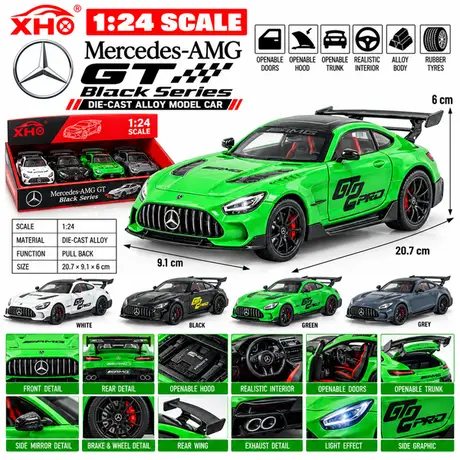 XHO
1:24 SCALE
Mercedes-AMG
GT
Black Series
DIE-CAST ALLOY MODEL CAR
OPENABLE DOORS
OPENABLE HOOD
OPENABLE TRUNK
REALISTIC INTERIOR
ALLOY BODY
RUBBER TYRES
6 cm
XHO
1:24 SCALE
Mercedes-AMG GT
Black Series
AMG
GT2 PRO
9.1 cm
20.7 cm
SCALE 1:24
MATERIAL DIE-CAST ALLOY
FUNCTION PULL BACK
SIZE 20.7 × 9.1 × 6 cm
WHITE
BLACK
GREEN
GREY
FRONT DETAIL
REAR DETAIL
OPENABLE HOOD
REALISTIC INTERIOR
OPENABLE DOORS
OPENABLE TRUNK
SIDE MIRROR DETAIL
BRAKE & WHEEL DETAIL
REAR WING
EXHAUST DETAIL
LIGHT EFFECT
SIDE GRAPHIC